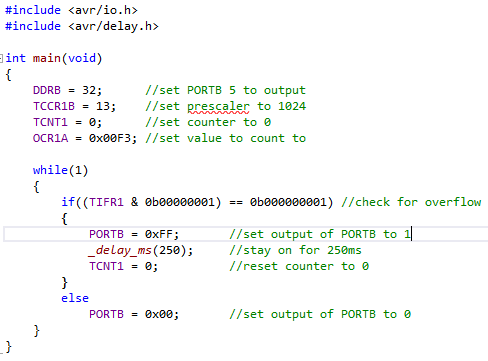 #include <avr/io.h>
#include <avr/delay.h>
int main(void)
{
DDRB = 32; //set PORTB 5 to output
TCCR1B = 13; //set prescaler to 1024
TCNT1 = 0; //set counter to 0
OCR1A = 0x00F3; //set value to count to
while(1)
{
if((TIFR1 & 0b00000001) == 0b000000001) //check for overflow
{
PORTB = 0xFF; //set output of PORTB to 1
_delay_ms(250); //stay on for 250ms
TCNT1 = 0; //reset counter to 0
}
else
PORTB = 0x00; //set output of PORTB to 0
}
}